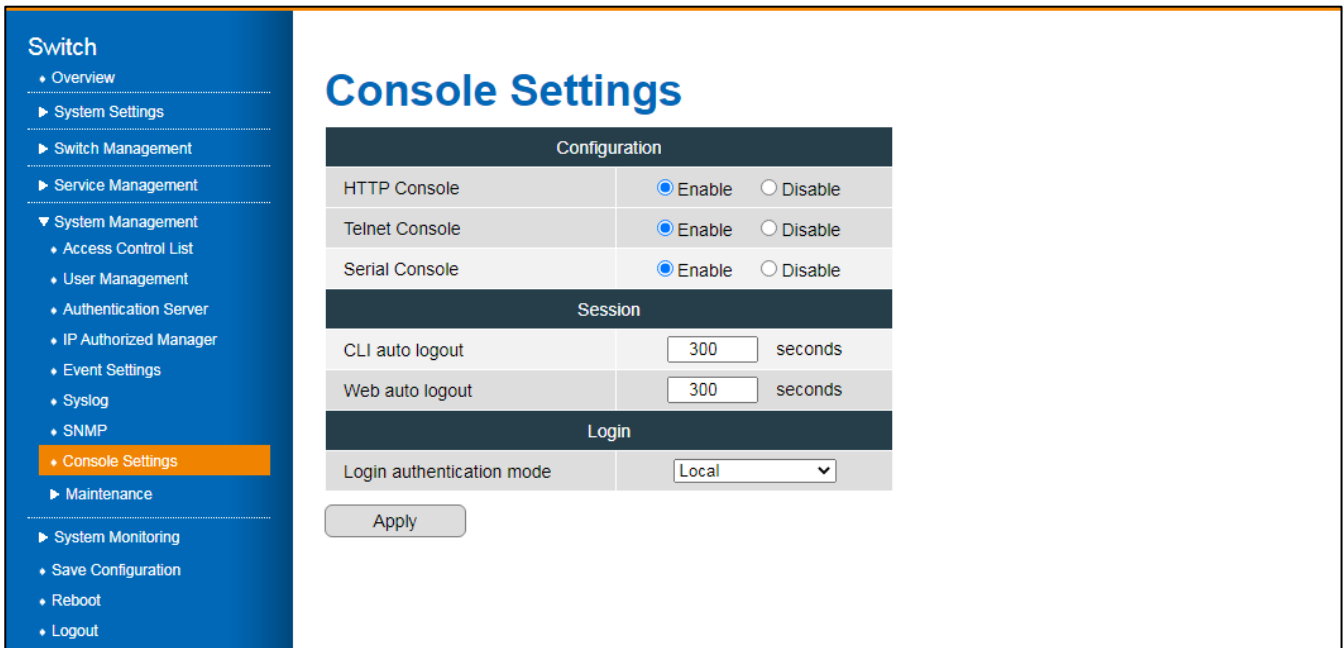 Switch
Overview
System Settings
Switch Management
Service Management
System Management
Access Control List
User Management
Authentication Server
IP Authorized Manager
Event Settings
Syslog
SNMP
Console Settings
Maintenance
System Monitoring
Save Configuration
Reboot
Logout
Console Settings
Configuration
HTTP Console Enable Disable
Telnet Console Enable Disable
Serial Console Enable Disable
Session
CLI auto logout 300 seconds
Web auto logout 300 seconds
Login
Login authentication mode Local
Apply